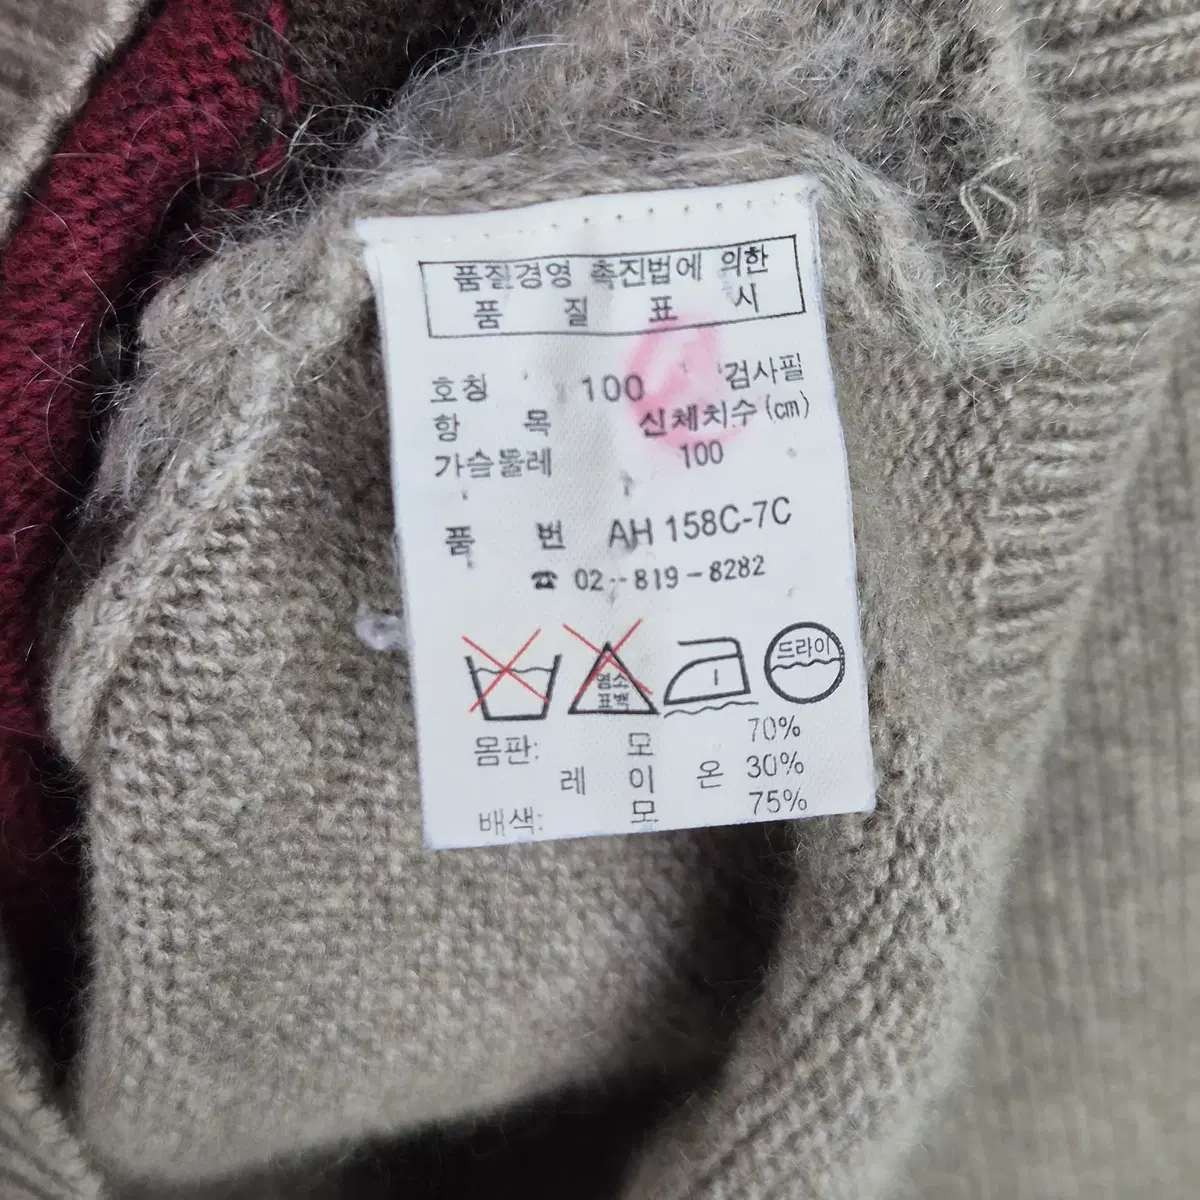 품질경영 촉진법에 의한
품 질 표 시
호칭 100 검사필
항 목 신체치수(cm)
가슴둘레 100
품 번 AH 158C-7C
☎ 02-819-8282
염소
표백
드라이
몸판: 모 70%
레 이 온 30%
배색: 모 75%